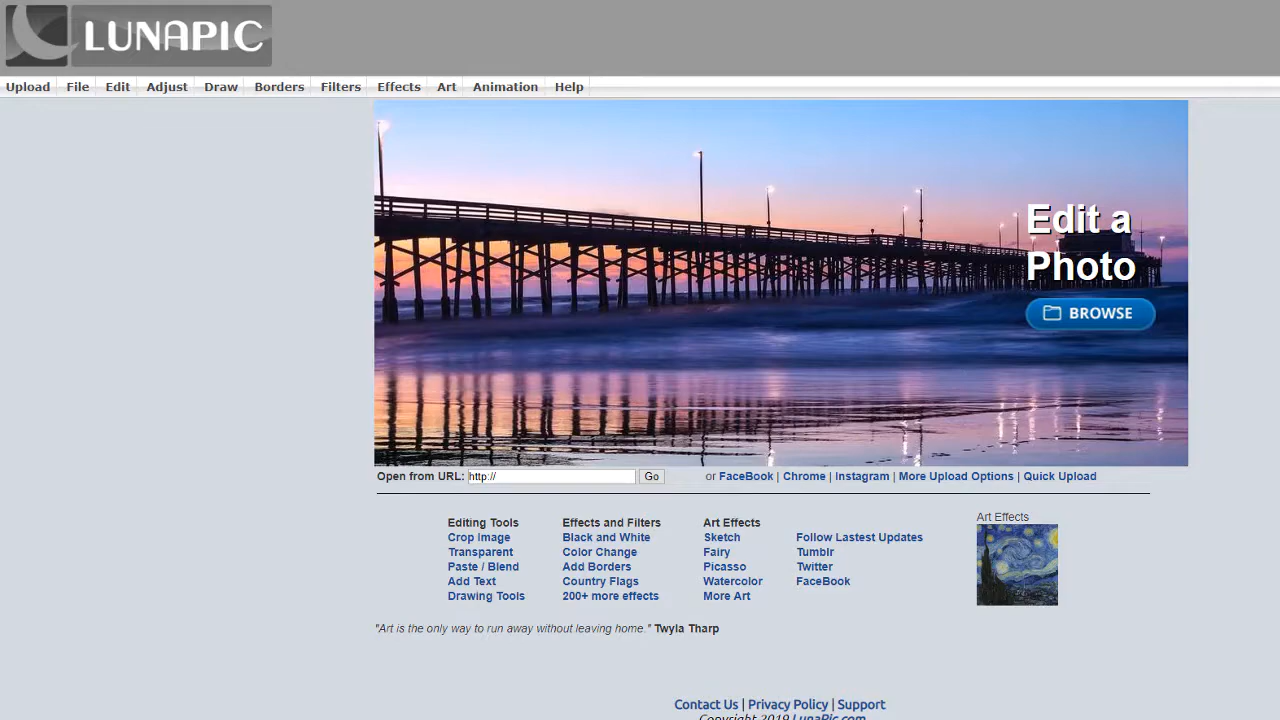 LUNAPIC
Upload File Edit Adjust Draw Borders Filters Effects Art Animation Help
Edit a
Photo
BROWSE
Open from URL: http:// Go or FaceBook | Chrome | Instagram | More Upload Options | Quick Upload
Editing Tools
Crop Image
Transparent
Paste / Blend
Add Text
Drawing Tools
Effects and Filters
Black and White
Color Change
Add Borders
Country Flags
200+ more effects
Art Effects
Sketch
Fairy
Picasso
Watercolor
More Art
Follow Lastest Updates
Tumblr
Twitter
FaceBook
Art Effects
"Art is the only way to run away without leaving home." Twyla Tharp
Contact Us | Privacy Policy | Support
Copyright 2019 LunaPic.com